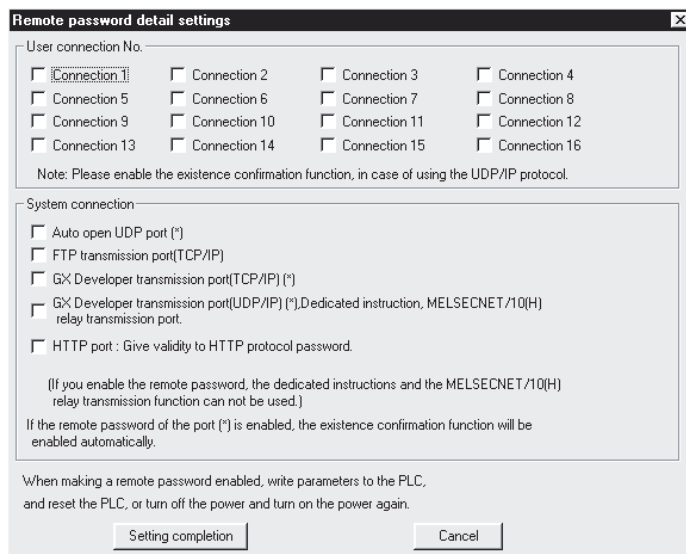 Remote password detail settings
User connection No.
Connection 1 Connection 2 Connection 3 Connection 4
Connection 5 Connection 6 Connection 7 Connection 8
Connection 9 Connection 10 Connection 11 Connection 12
Connection 13 Connection 14 Connection 15 Connection 16
Note: Please enable the existence confirmation function, in case of using the UDP/IP protocol.
System connection
Auto open UDP port (*)
FTP transmission port(TCP/IP)
GX Developer transmission port(TCP/IP) (*)
GX Developer transmission port(UDP/IP) (*),Dedicated instruction, MELSECNET/10(H)
relay transmission port.
HTTP port : Give validity to HTTP protocol password.
(If you enable the remote password, the dedicated instructions and the MELSECNET/10(H)
relay transmission function can not be used.)
If the remote password of the port (*) is enabled, the existence confirmation function will be
enabled automatically.
When making a remote password enabled, write parameters to the PLC,
and reset the PLC, or turn off the power and turn on the power again.
Setting completion Cancel